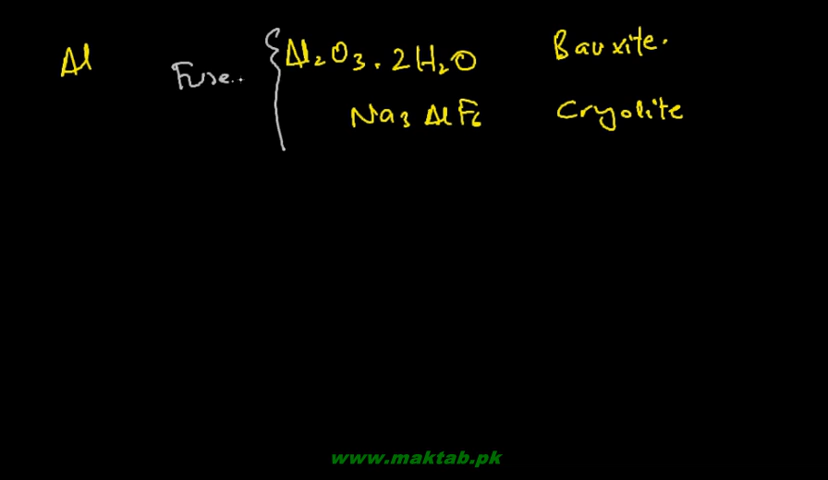 Al Fuse.. { Al₂O₃. 2H₂O Bauxite.
Na₃ AlF₆ Cryolite
www.maktab.pk